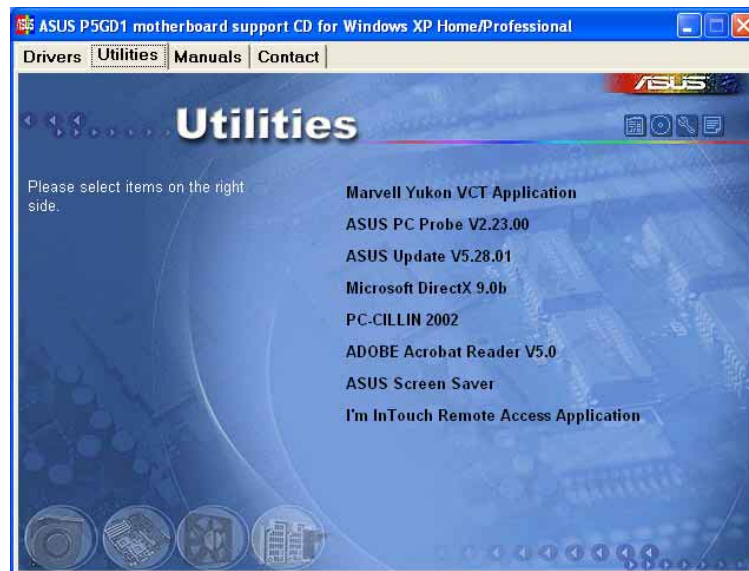 ASUS P5GD1 motherboard support CD for Windows XP Home/Professional
Drivers Utilities Manuals Contact
ASUS
Utilities
Please select items on the right
side.
Marvell Yukon VCT Application
ASUS PC Probe V2.23.00
ASUS Update V5.28.01
Microsoft DirectX 9.0b
PC-CILLIN 2002
ADOBE Acrobat Reader V5.0
ASUS Screen Saver
I'm InTouch Remote Access Application